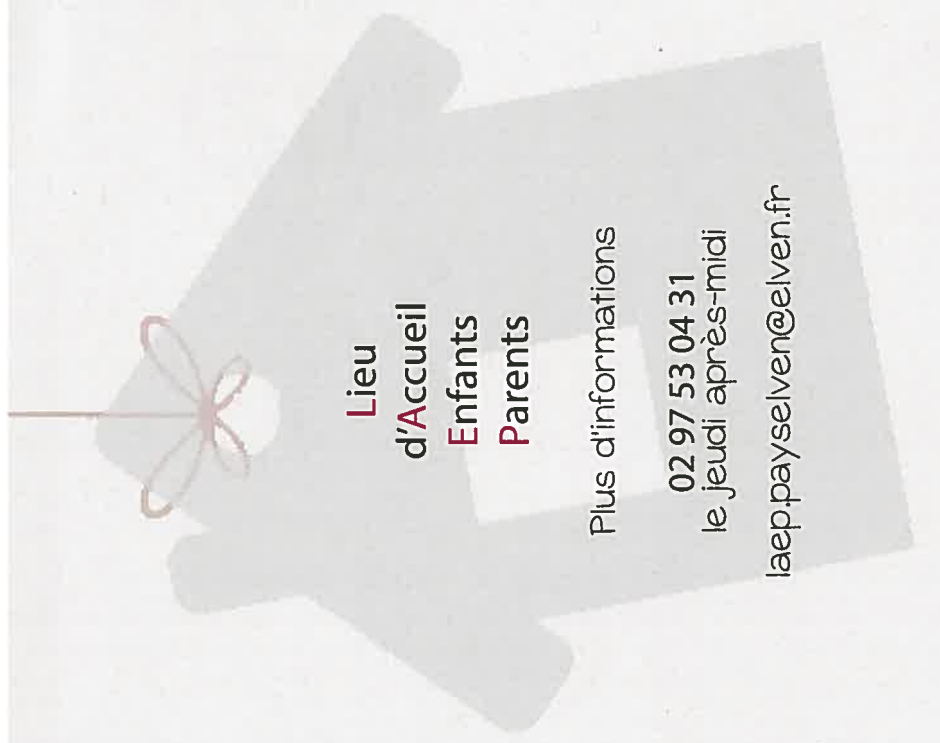 Lieu
d'Accueil
Enfants
Parents
Plus d'informations
02 97 53 04 31
le jeudi après-midi
laep.payselven@elven.fr